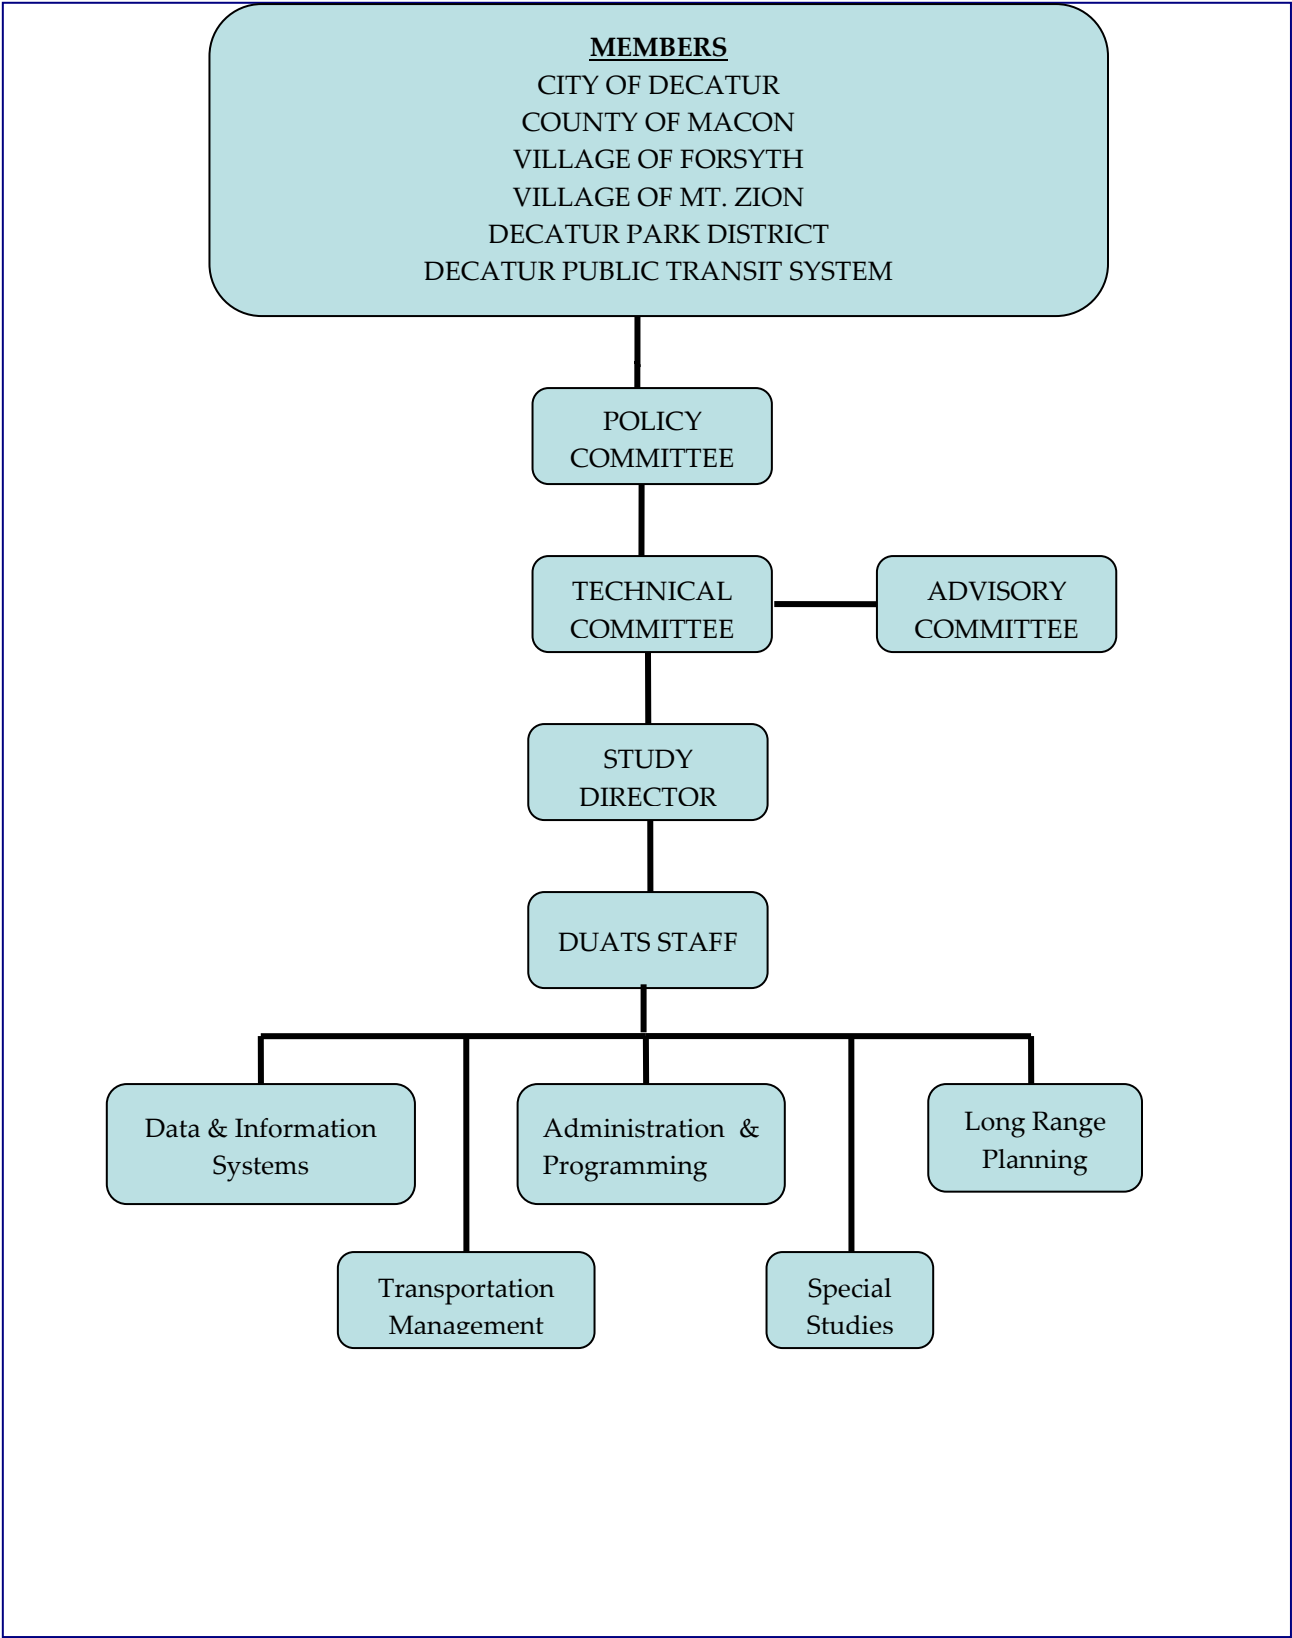 MEMBERS
CITY OF DECATUR
COUNTY OF MACON
VILLAGE OF FORSYTH
VILLAGE OF MT. ZION
DECATUR PARK DISTRICT
DECATUR PUBLIC TRANSIT SYSTEM
POLICY
COMMITTEE
TECHNICAL
COMMITTEE
ADVISORY
COMMITTEE
STUDY
DIRECTOR
DUATS STAFF
Data & Information
Systems
Administration &
Programming
Long Range
Planning
Transportation
Management
Special
Studies